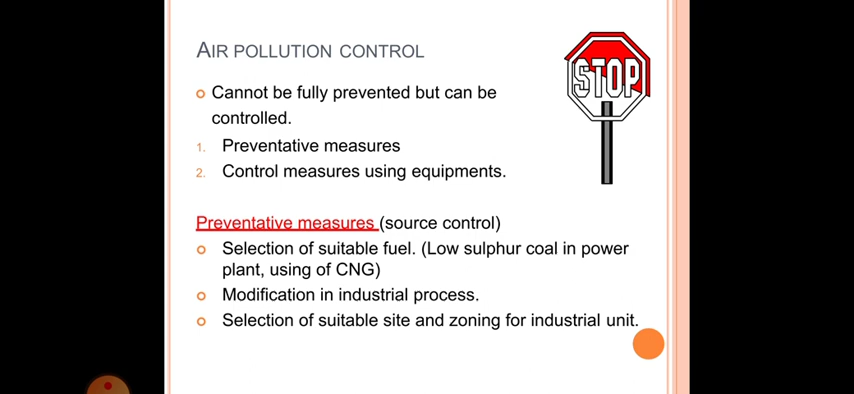 AIR POLLUTION CONTROL
Cannot be fully prevented but can be
controlled.
1. Preventative measures
2. Control measures using equipments.
Preventative measures (source control)
Selection of suitable fuel. (Low sulphur coal in power
plant, using of CNG)
Modification in industrial process.
Selection of suitable site and zoning for industrial unit.
STOP